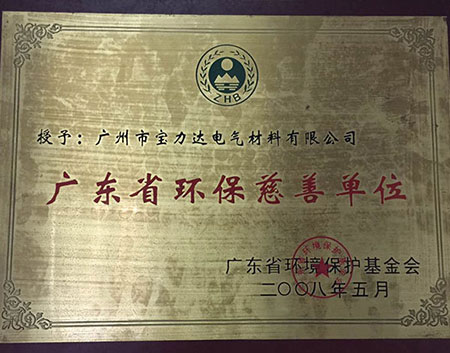 ZHB
授予：广州市宝力达电气材料有限公司
广东省环保慈善单位
广东省环境保护基金会
二〇〇八年五月